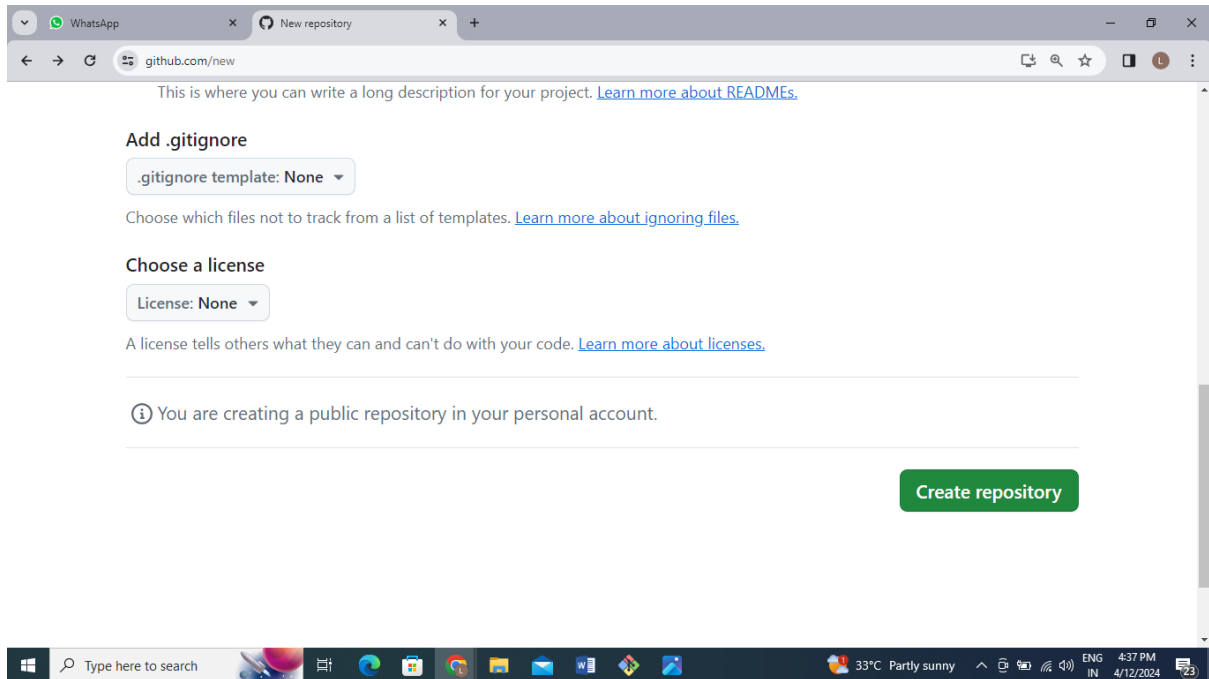 WhatsApp
New repository
github.com/new
L
This is where you can write a long description for your project. Learn more about READMEs.
Add .gitignore
.gitignore template: None
Choose which files not to track from a list of templates. Learn more about ignoring files.
Choose a license
License: None
A license tells others what they can and can't do with your code. Learn more about licenses.
You are creating a public repository in your personal account.
Create repository
Type here to search
33°C Partly sunny
ENG
IN
4:37 PM
4/12/2024
23